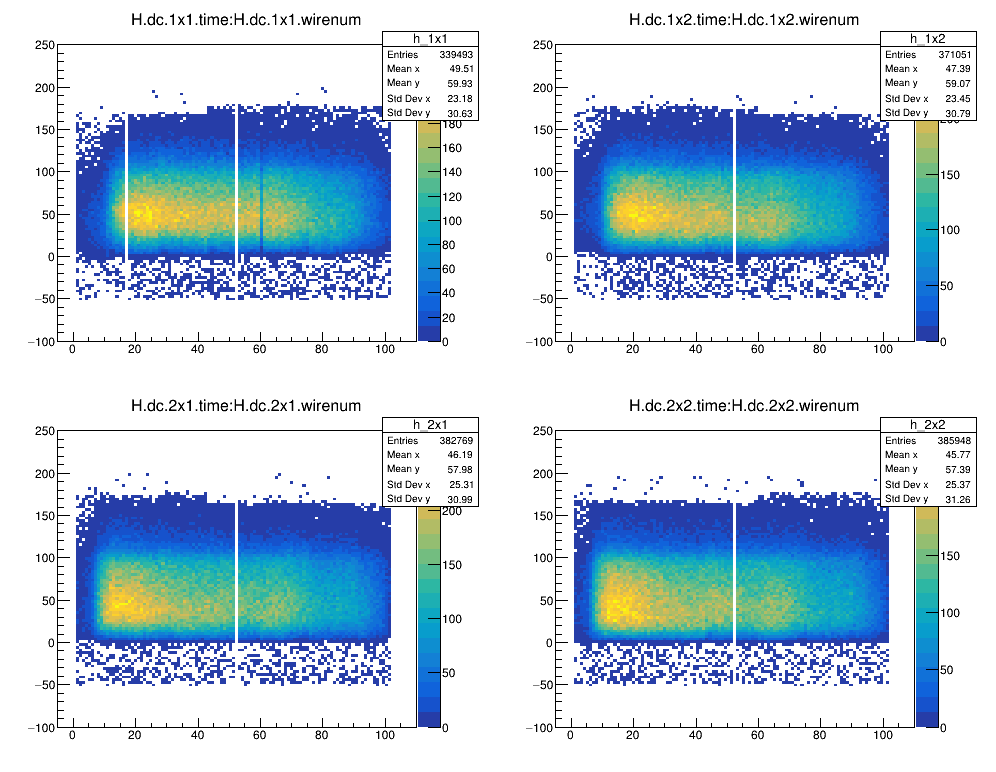 H.dc.1x1.time:H.dc.1x1.wirenum
h_1x1
Entries 339493
Mean x 49.51
Mean y 59.93
Std Dev x 23.18
Std Dev y 30.63
250
200
150
100
50
0
−50
−100
0 20 40 60 80 100
180
160
140
120
100
80
60
40
20
0
H.dc.1x2.time:H.dc.1x2.wirenum
h_1x2
Entries 371051
Mean x 47.39
Mean y 59.07
Std Dev x 23.45
Std Dev y 30.79
250
200
150
100
50
0
−50
−100
0 20 40 60 80 100
150
100
50
0
H.dc.2x1.time:H.dc.2x1.wirenum
h_2x1
Entries 382769
Mean x 46.19
Mean y 57.98
Std Dev x 25.31
Std Dev y 30.99
250
200
150
100
50
0
−50
−100
0 20 40 60 80 100
200
150
100
50
0
H.dc.2x2.time:H.dc.2x2.wirenum
h_2x2
Entries 385948
Mean x 45.77
Mean y 57.39
Std Dev x 25.37
Std Dev y 31.26
250
200
150
100
50
0
−50
−100
0 20 40 60 80 100
150
100
50
0